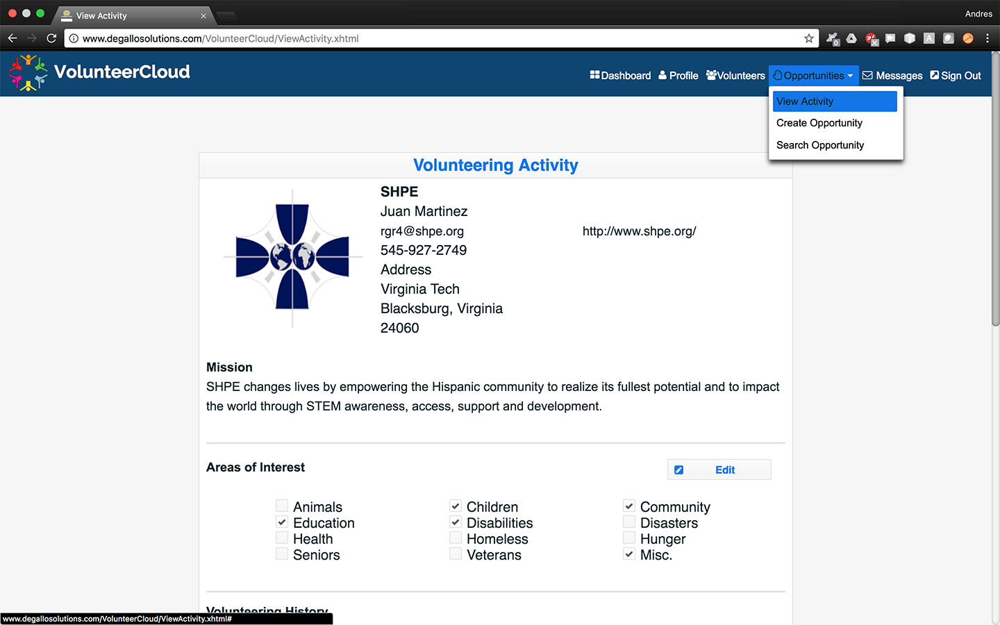 View Activity
Andres
www.degallosolutions.com/VolunteerCloud/ViewActivity.xhtml
0
A
VolunteerCloud
Dashboard Profile Volunteers Opportunities Messages Sign Out
View Activity
Create Opportunity
Search Opportunity
Volunteering Activity
SHPE
Juan Martinez
rgr4@shpe.org http://www.shpe.org/
545-927-2749
Address
Virginia Tech
Blacksburg, Virginia
24060
Mission
SHPE changes lives by empowering the Hispanic community to realize its fullest potential and to impact
the world through STEM awareness, access, support and development.
Areas of Interest
Edit
Animals Children Community
Education Disabilities Disasters
Health Homeless Hunger
Seniors Veterans Misc.
Volunteering History
www.degallosolutions.com/VolunteerCloud/ViewActivity.xhtml#